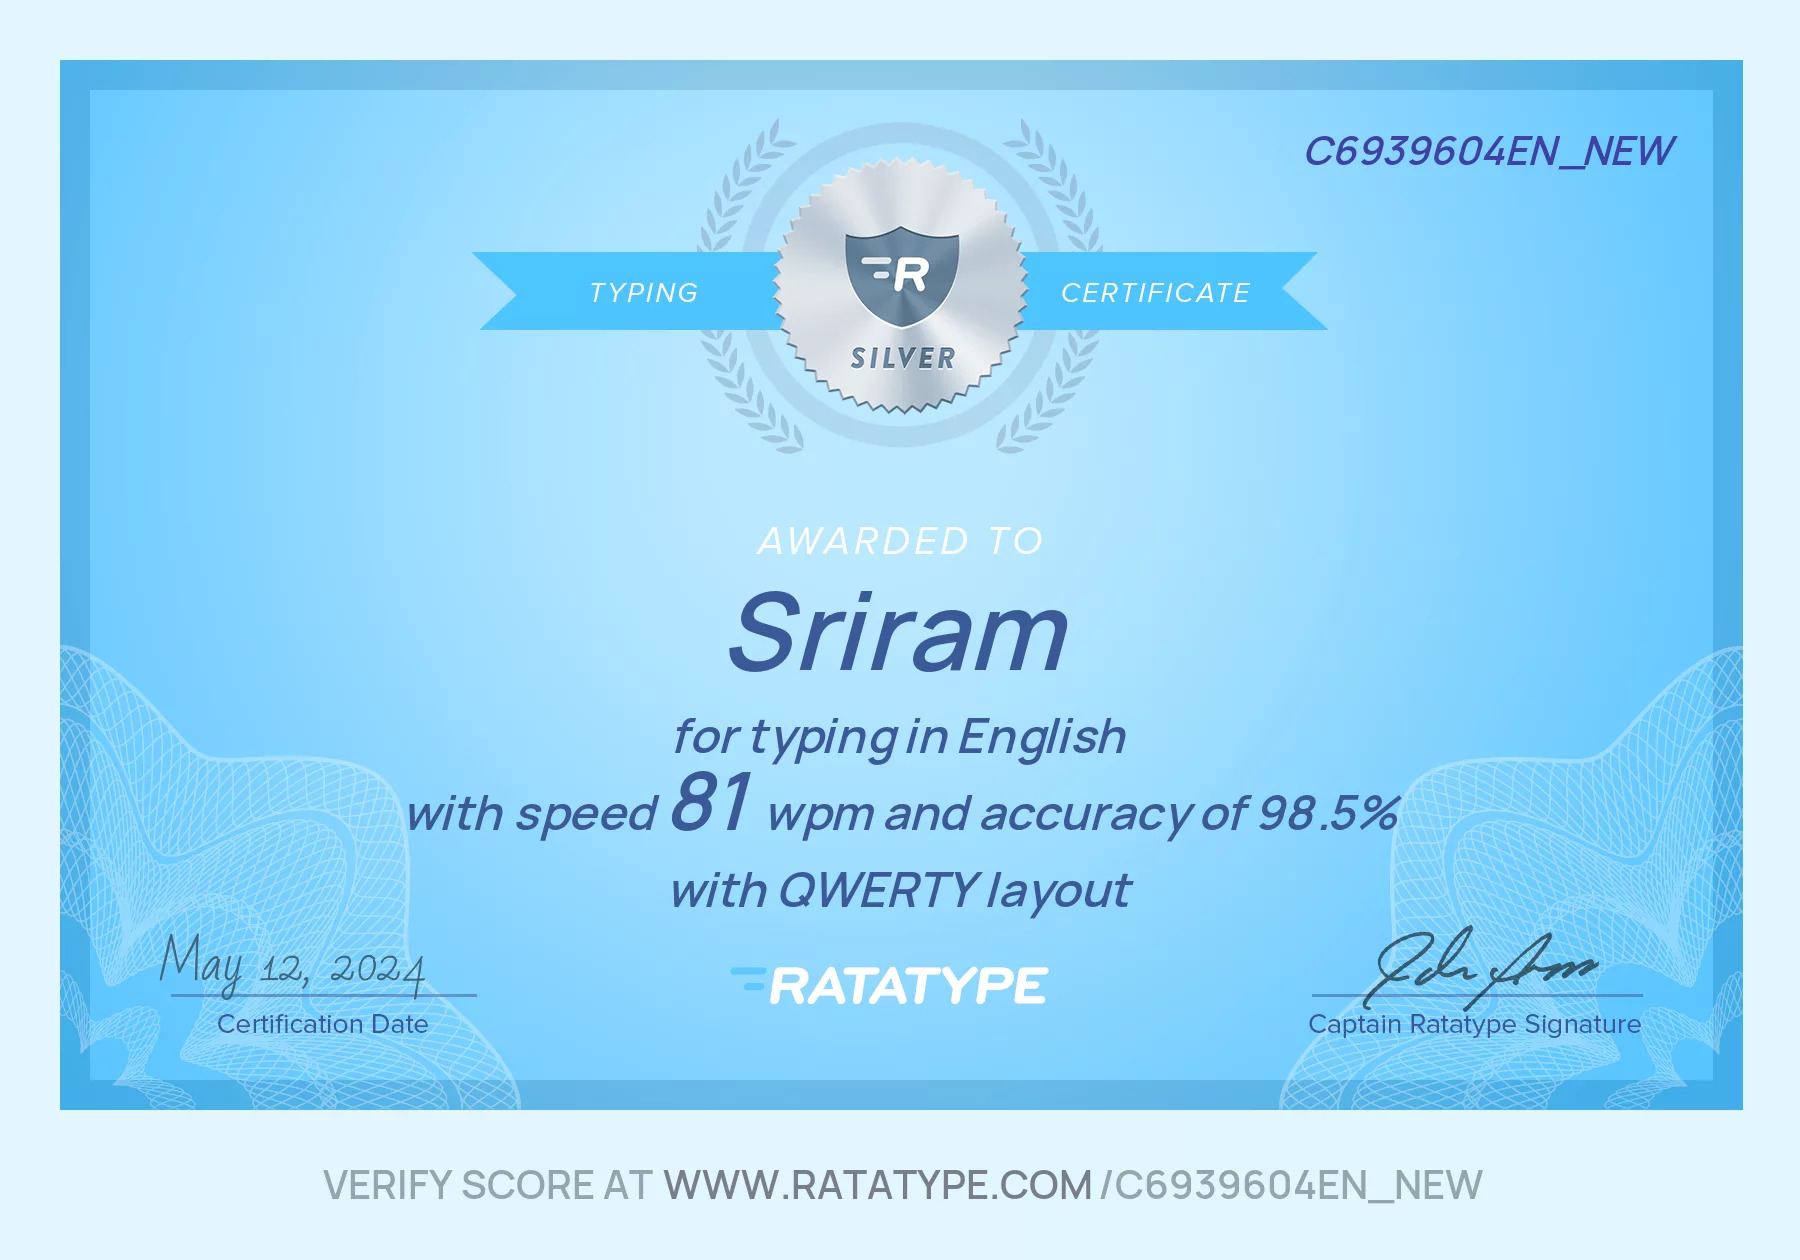 C6939604EN_NEW
TYPING
R
SILVER
CERTIFICATE
AWARDED TO
Sriram
for typing in English
with speed 81 wpm and accuracy of 98.5%
with QWERTY layout
May 12, 2024
Certification Date
RATATYPE
Captain Ratatype Signature
VERIFY SCORE AT WWW.RATATYPE.COM/C6939604EN_NEW